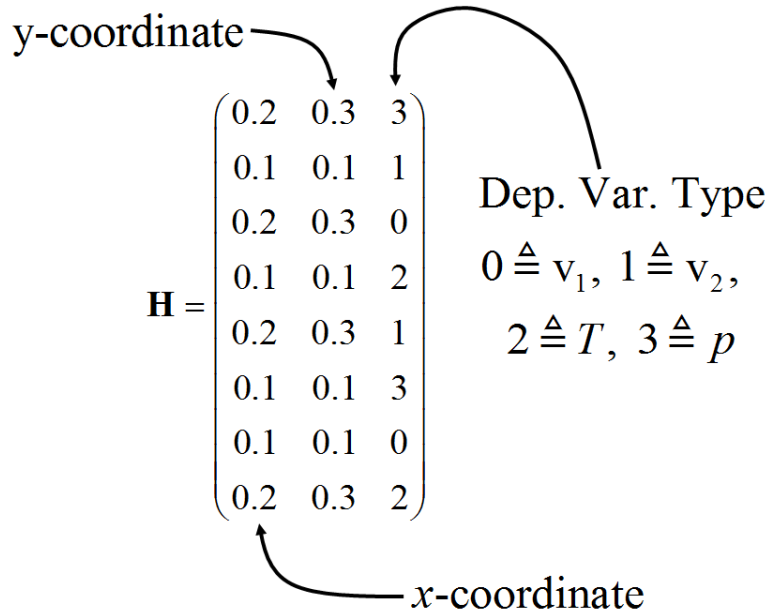 y-coordinate
0.2 0.3 3
0.1 0.1 1
0.2 0.3 0
0.1 0.1 2
H =
0.2 0.3 1
0.1 0.1 3
0.1 0.1 0
0.2 0.3 2
Dep. Var. Type
0 ≜ v₁, 1 ≜ v₂,
2 ≜ T, 3 ≜ p
x-coordinate